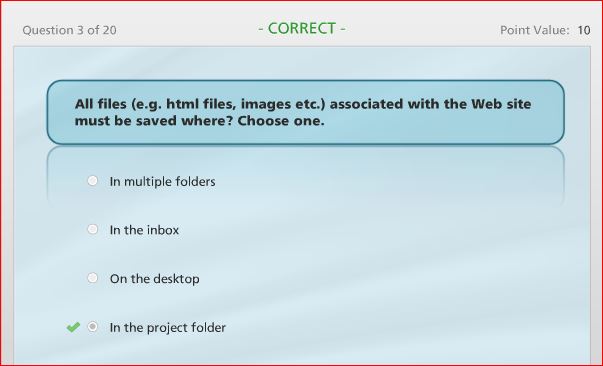 Question 3 of 20
- CORRECT -
Point Value: 10
All files (e.g. html files, images etc.) associated with the Web site
must be saved where? Choose one.
In multiple folders
In the inbox
On the desktop
In the project folder